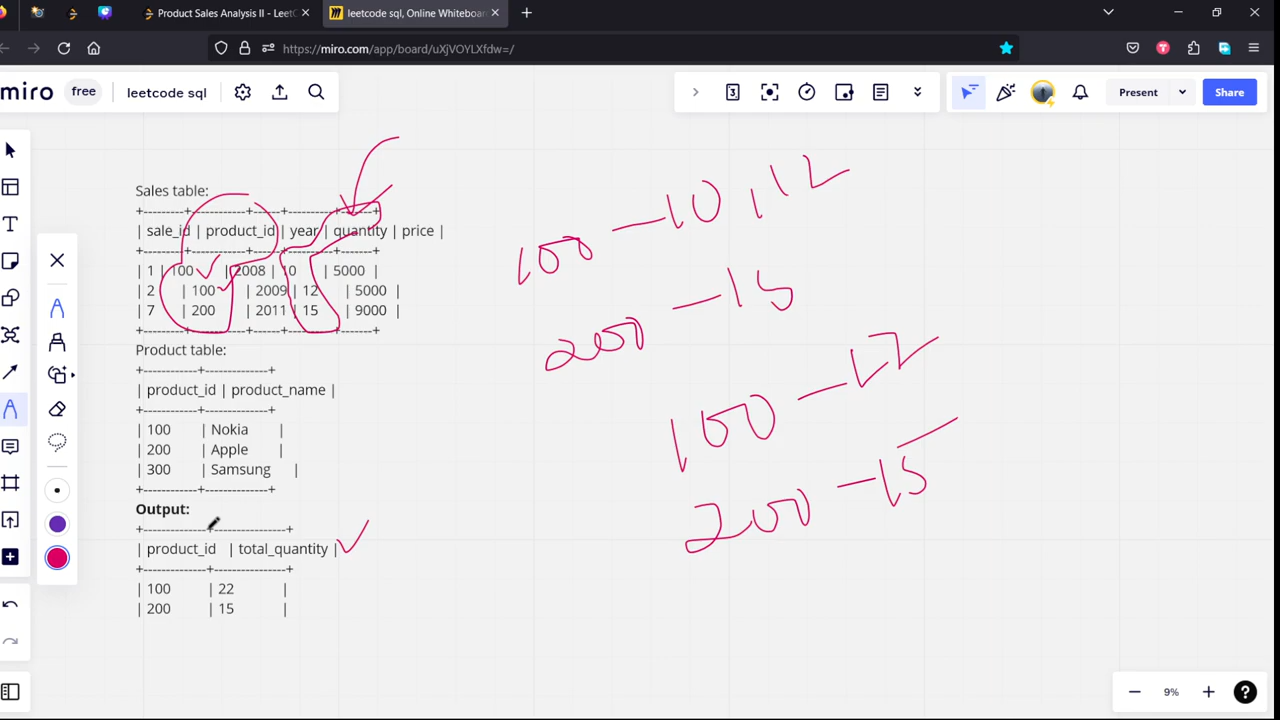 Product Sales Analysis II - LeetC
leetcode sql, Online Whiteboard
https://miro.com/app/board/uXjVOYLXfdw=/
miro
free
leetcode sql
Present
Share
Sales table:
+--------+------------+------+----------+-------+
| sale_id | product_id | year | quantity | price |
+--------+------------+------+----------+-------+
| 1 | 100 | 2008 | 10 | 5000 |
| 2 | 100 | 2009 | 12 | 5000 |
| 7 | 200 | 2011 | 15 | 9000 |
+--------+------------+------+----------+-------+
Product table:
+------------+--------------+
| product_id | product_name |
+------------+--------------+
| 100 | Nokia |
| 200 | Apple |
| 300 | Samsung |
+------------+--------------+
Output:
+--------------+----------------+
| product_id | total_quantity |
+--------------+----------------+
| 100 | 22 |
| 200 | 15 |
100 - 10, 12
200 - 15
100 - 22
200 - 15
9%